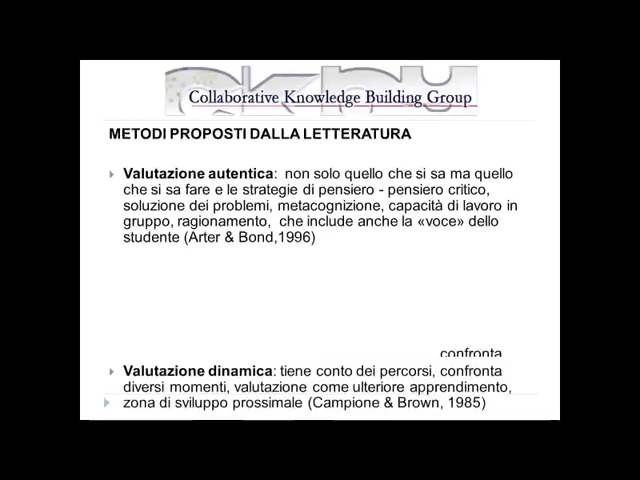 Collaborative Knowledge Building Group
METODI PROPOSTI DALLA LETTERATURA
Valutazione autentica: non solo quello che si sa ma quello
che si sa fare e le strategie di pensiero - pensiero critico,
soluzione dei problemi, metacognizione, capacità di lavoro in
gruppo, ragionamento, che include anche la «voce» dello
studente (Arter & Bond,1996)
confronta
Valutazione dinamica: tiene conto dei percorsi, confronta
diversi momenti, valutazione come ulteriore apprendimento,
zona di sviluppo prossimale (Campione & Brown, 1985)